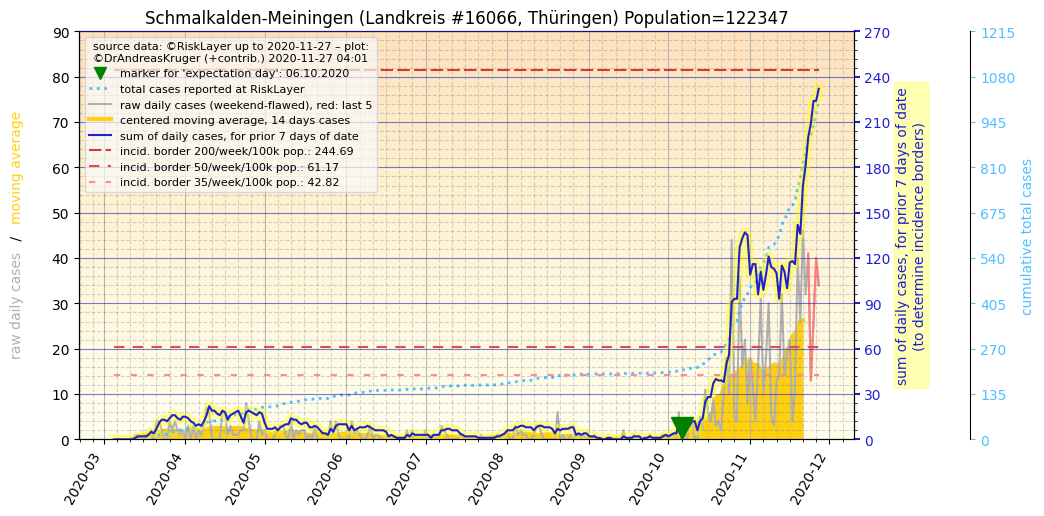 Schmalkalden-Meiningen (Landkreis #16066, Thüringen) Population=122347
source data: ©RiskLayer up to 2020-11-27 – plot:
©DrAndreasKruger (+contrib.) 2020-11-27 04:01
marker for 'expectation day': 06.10.2020
total cases reported at RiskLayer
raw daily cases (weekend-flawed), red: last 5
centered moving average, 14 days cases
sum of daily cases, for prior 7 days of date
incid. border 200/week/100k pop.: 244.69
incid. border 50/week/100k pop.: 61.17
incid. border 35/week/100k pop.: 42.82
raw daily cases / moving average
90
80
70
60
50
40
30
20
10
0
2020-03
2020-04
2020-05
2020-06
2020-07
2020-08
2020-09
2020-10
2020-11
2020-12
270
240
210
180
150
120
90
60
30
0
sum of daily cases, for prior 7 days of date
(to determine incidence borders)
1215
1080
945
810
675
540
405
270
135
0
cumulative total cases